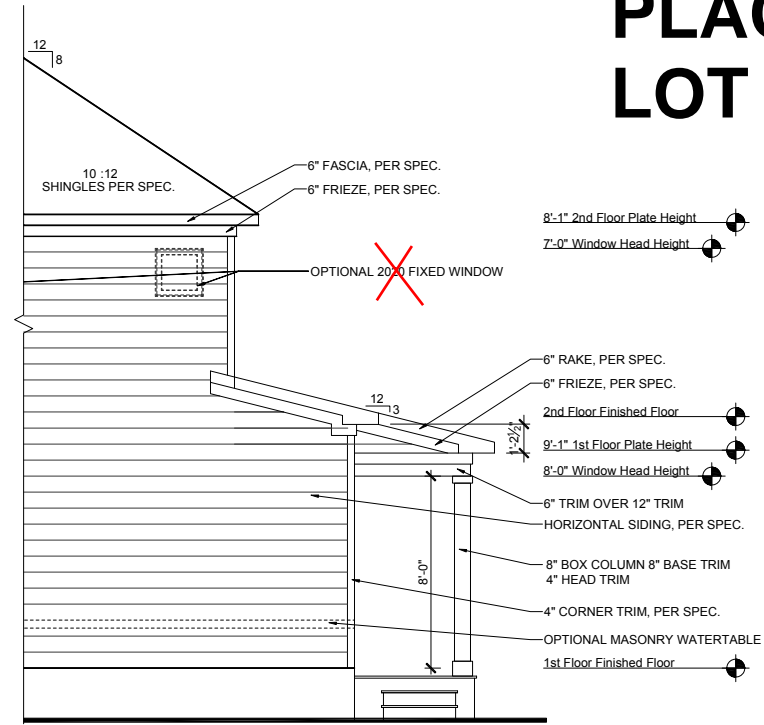 PLAC
LOT
12
8
10 :12
SHINGLES PER SPEC.
6" FASCIA, PER SPEC.
6" FRIEZE, PER SPEC.
8'-1" 2nd Floor Plate Height
7'-0" Window Head Height
OPTIONAL 2020 FIXED WINDOW
6" RAKE, PER SPEC.
6" FRIEZE, PER SPEC.
12
3
2nd Floor Finished Floor
1'-2½"
9'-1" 1st Floor Plate Height
8'-0" Window Head Height
6" TRIM OVER 12" TRIM
HORIZONTAL SIDING, PER SPEC.
8'-0"
8" BOX COLUMN 8" BASE TRIM
4" HEAD TRIM
4" CORNER TRIM, PER SPEC.
OPTIONAL MASONRY WATERTABLE
1st Floor Finished Floor